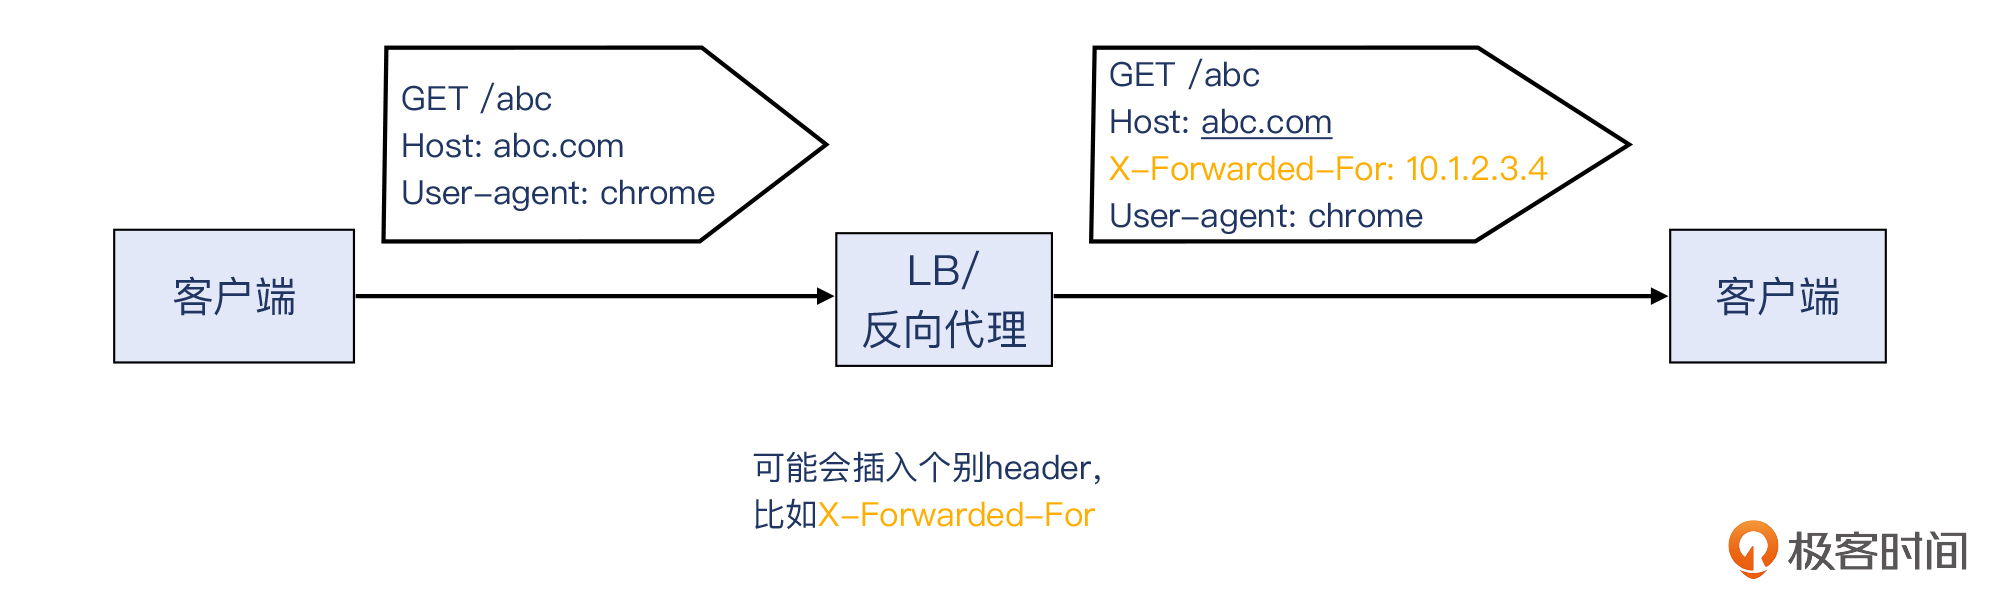 GET /abc
Host: abc.com
User-agent: chrome
GET /abc
Host: abc.com
X-Forwarded-For: 10.1.2.3.4
User-agent: chrome
客户端
LB/
反向代理
客户端
可能会插入个别header,
比如X-Forwarded-For
极客时间